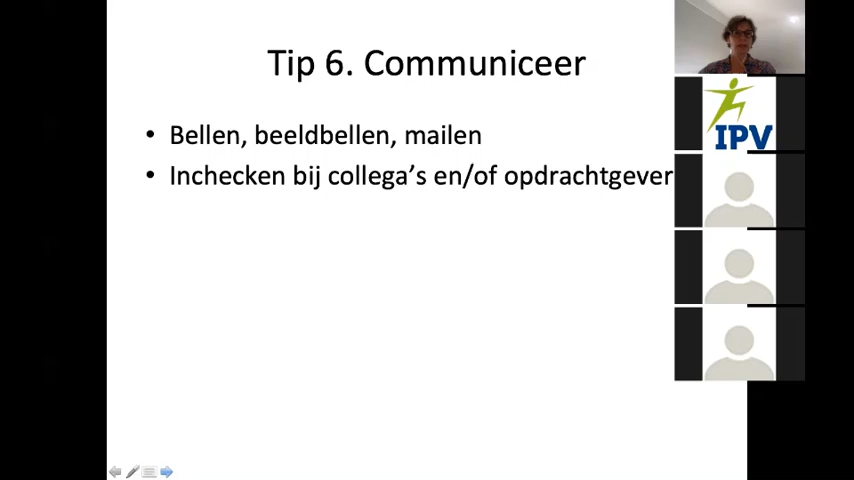 Tip 6. Communiceer
• Bellen, beeldbellen, mailen
• Inchecken bij collega's en/of opdrachtgever
IPV